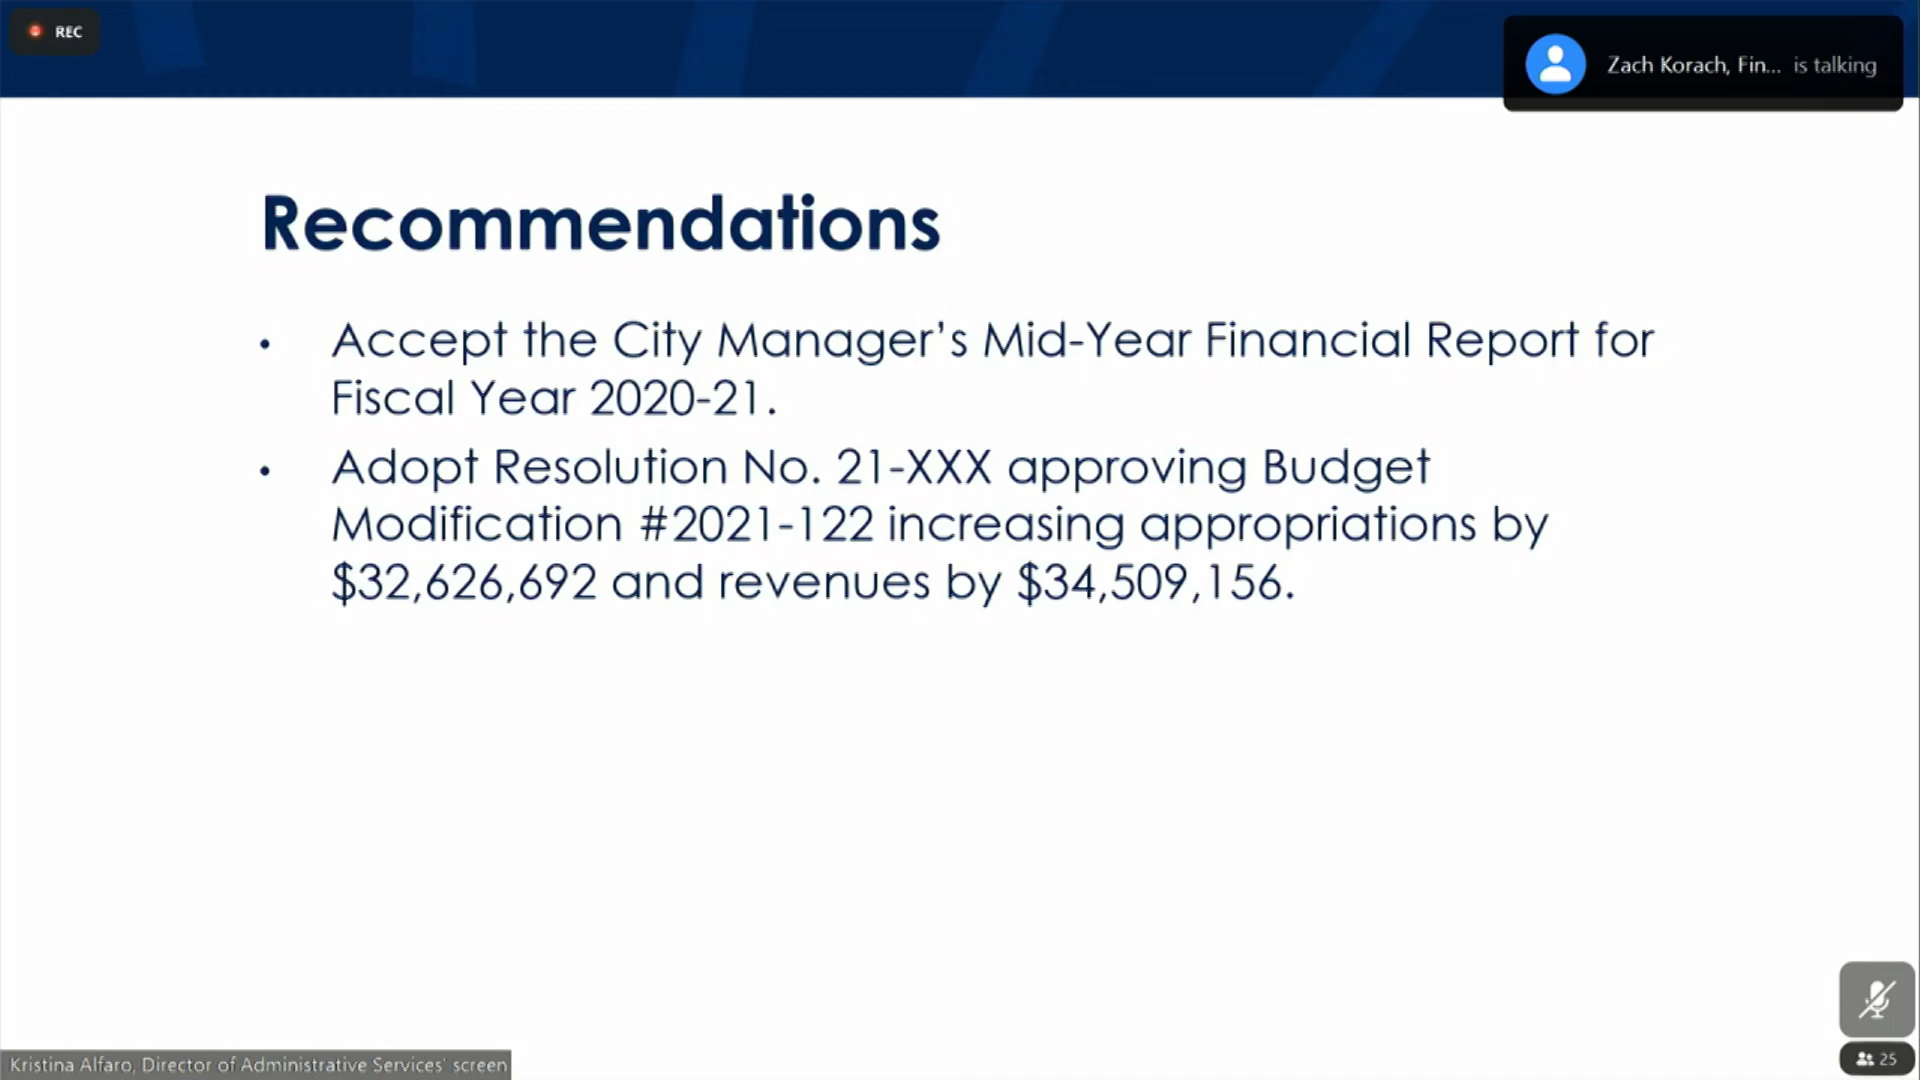 REC
Zach Korach, Fin... is talking
Recommendations
• Accept the City Manager’s Mid-Year Financial Report for
Fiscal Year 2020-21.
• Adopt Resolution No. 21-XXX approving Budget
Modification #2021-122 increasing appropriations by
$32,626,692 and revenues by $34,509,156.
Kristina Alfaro, Director of Administrative Services' screen
25